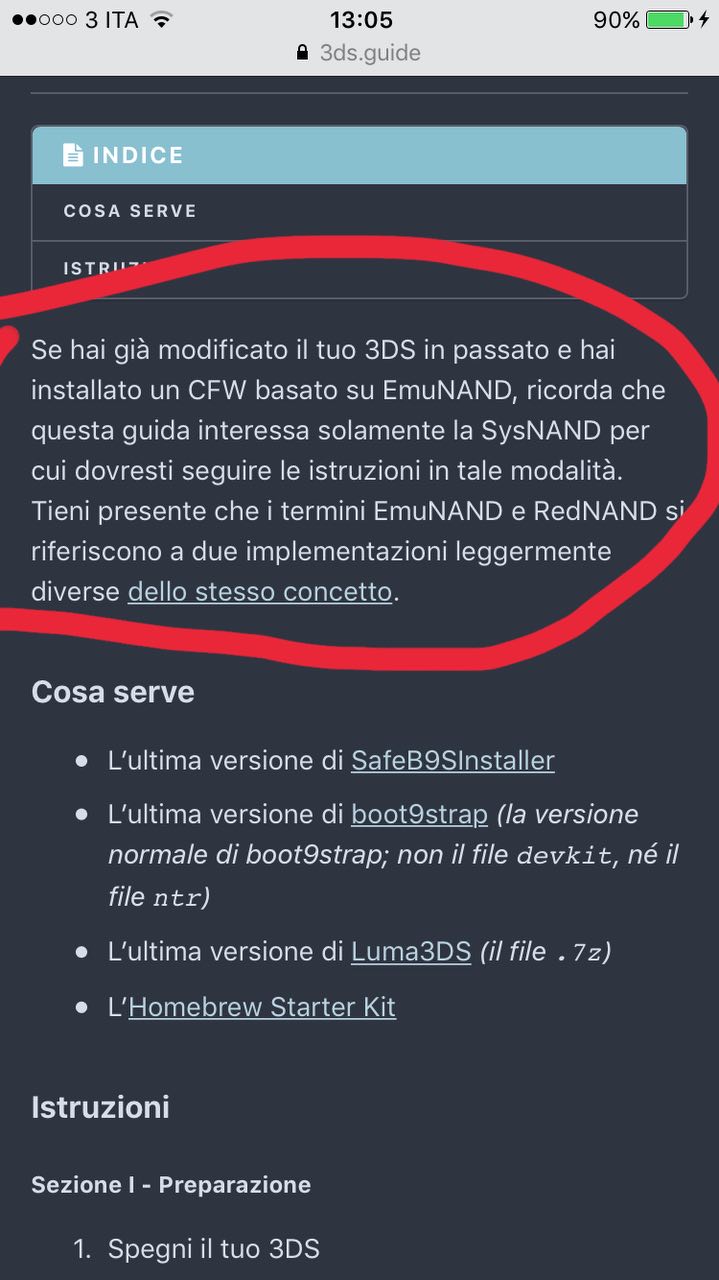 3 ITA 13:05 90%
3ds.guide
INDICE
COSA SERVE
ISTRUZI
Se hai già modificato il tuo 3DS in passato e hai
installato un CFW basato su EmuNAND, ricorda che
questa guida interessa solamente la SysNAND per
cui dovresti seguire le istruzioni in tale modalità.
Tieni presente che i termini EmuNAND e RedNAND si
riferiscono a due implementazioni leggermente
diverse dello stesso concetto.
Cosa serve
• L’ultima versione di SafeB9SInstaller
• L’ultima versione di boot9strap (la versione
normale di boot9strap; non il file devkit, né il
file ntr)
• L’ultima versione di Luma3DS (il file .7z)
• L’Homebrew Starter Kit
Istruzioni
Sezione I - Preparazione
1. Spegni il tuo 3DS